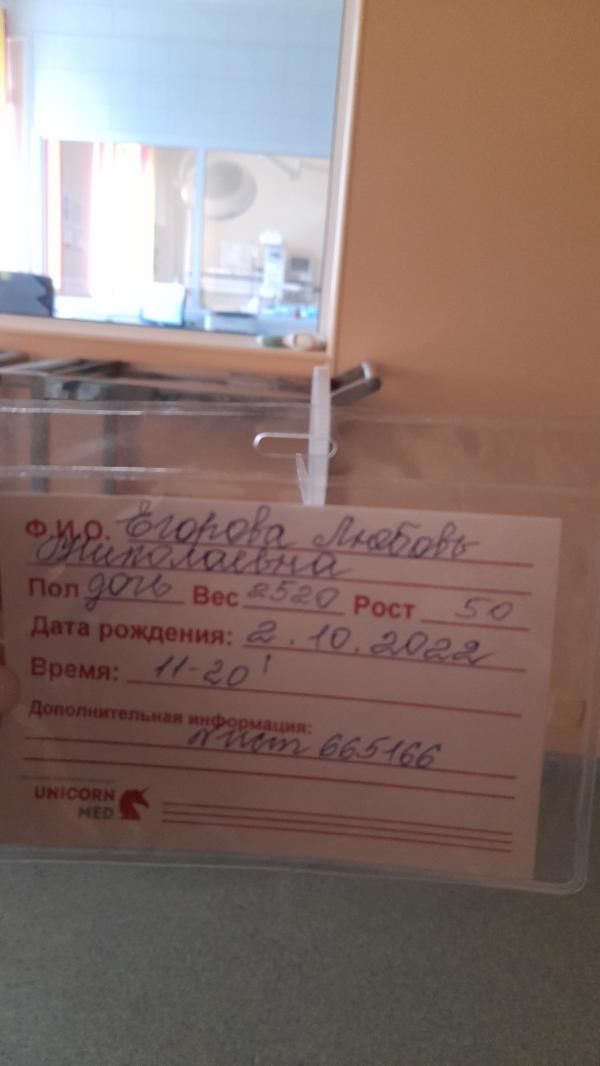 Ф.И.О. Егорова Любовь
Николаевна
Пол дочь Вес 2520 Рост 50
Дата рождения: 2.10.2022
Время: 11-20'
Дополнительная информация:
лист 665166
UNICORN
MED